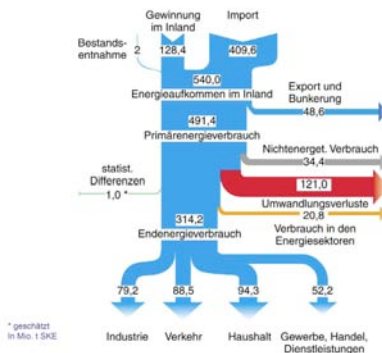 Gewinnung
im Inland
Import
Bestands-
entnahme
2
128,4
409,6
540,0
Energieaufkommen im Inland
Export und
Bunkerung
48,6
491,4
Primärenergieverbrauch
Nichtenerget. Verbrauch
34,4
statist.
Differenzen
1,0 *
121,0
Umwandlungsverluste
20,8
314,2
Endenergieverbrauch
Verbrauch in den
Energiesektoren
79,2
88,5
94,3
52,2
* geschätzt
In Mio. t SKE
Industrie
Verkehr
Haushalt
Gewerbe, Handel,
Dienstleistungen